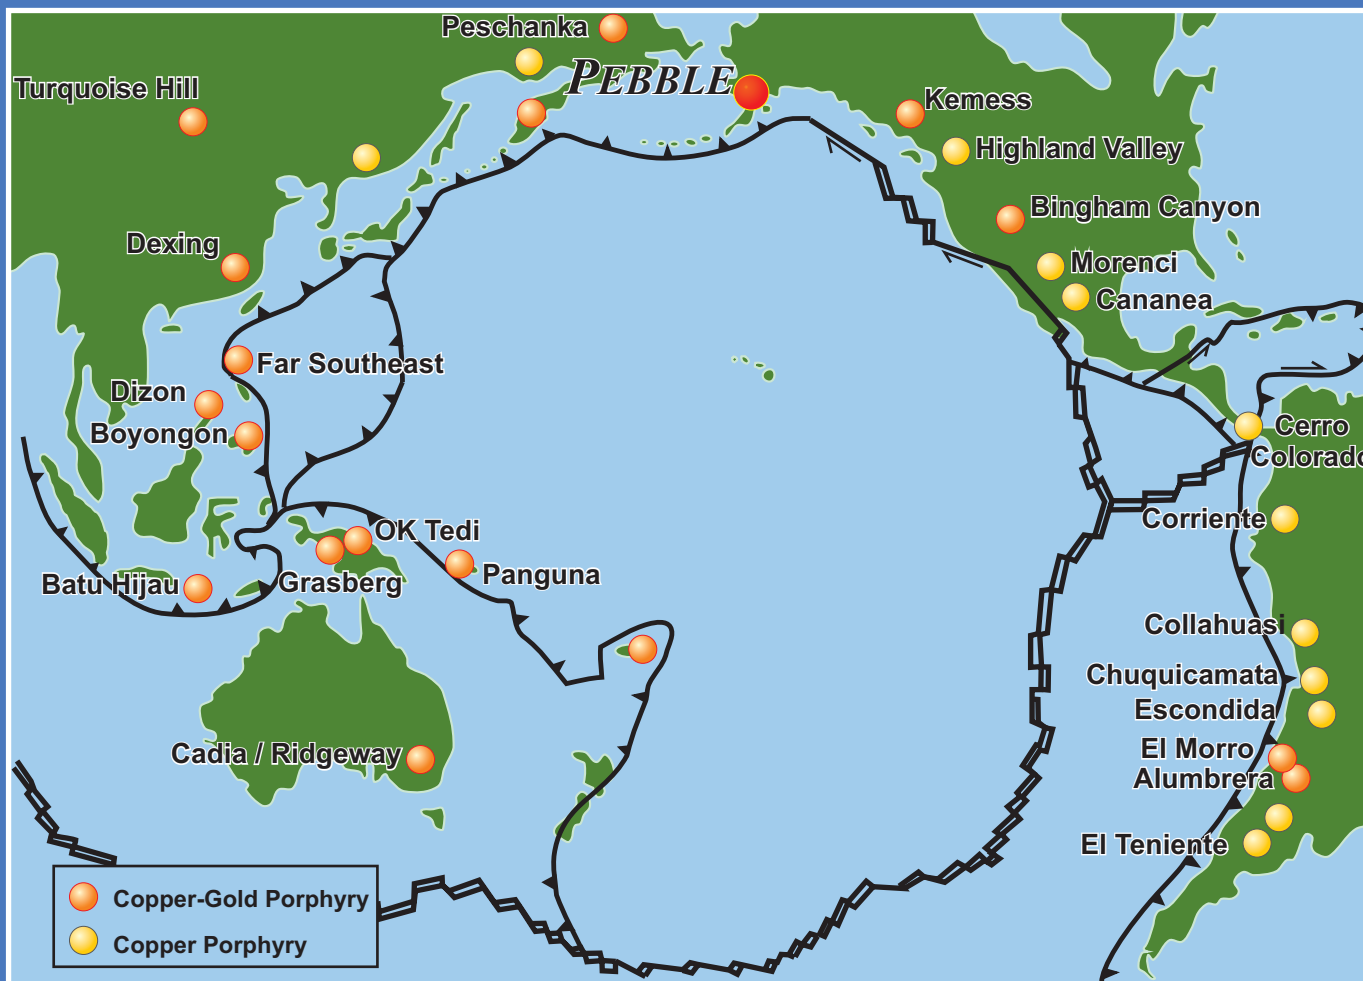 Peschanka
PEBBLE
Turquoise Hill
Kemess
Highland Valley
Bingham Canyon
Dexing
Morenci
Cananea
Far Southeast
Dizon
Boyongon
Cerro
Colorado
Corriente
OK Tedi
Grasberg
Panguna
Batu Hijau
Collahuasi
Chuquicamata
Escondida
El Morro
Alumbrera
Cadia / Ridgeway
El Teniente
Copper-Gold Porphyry
Copper Porphyry